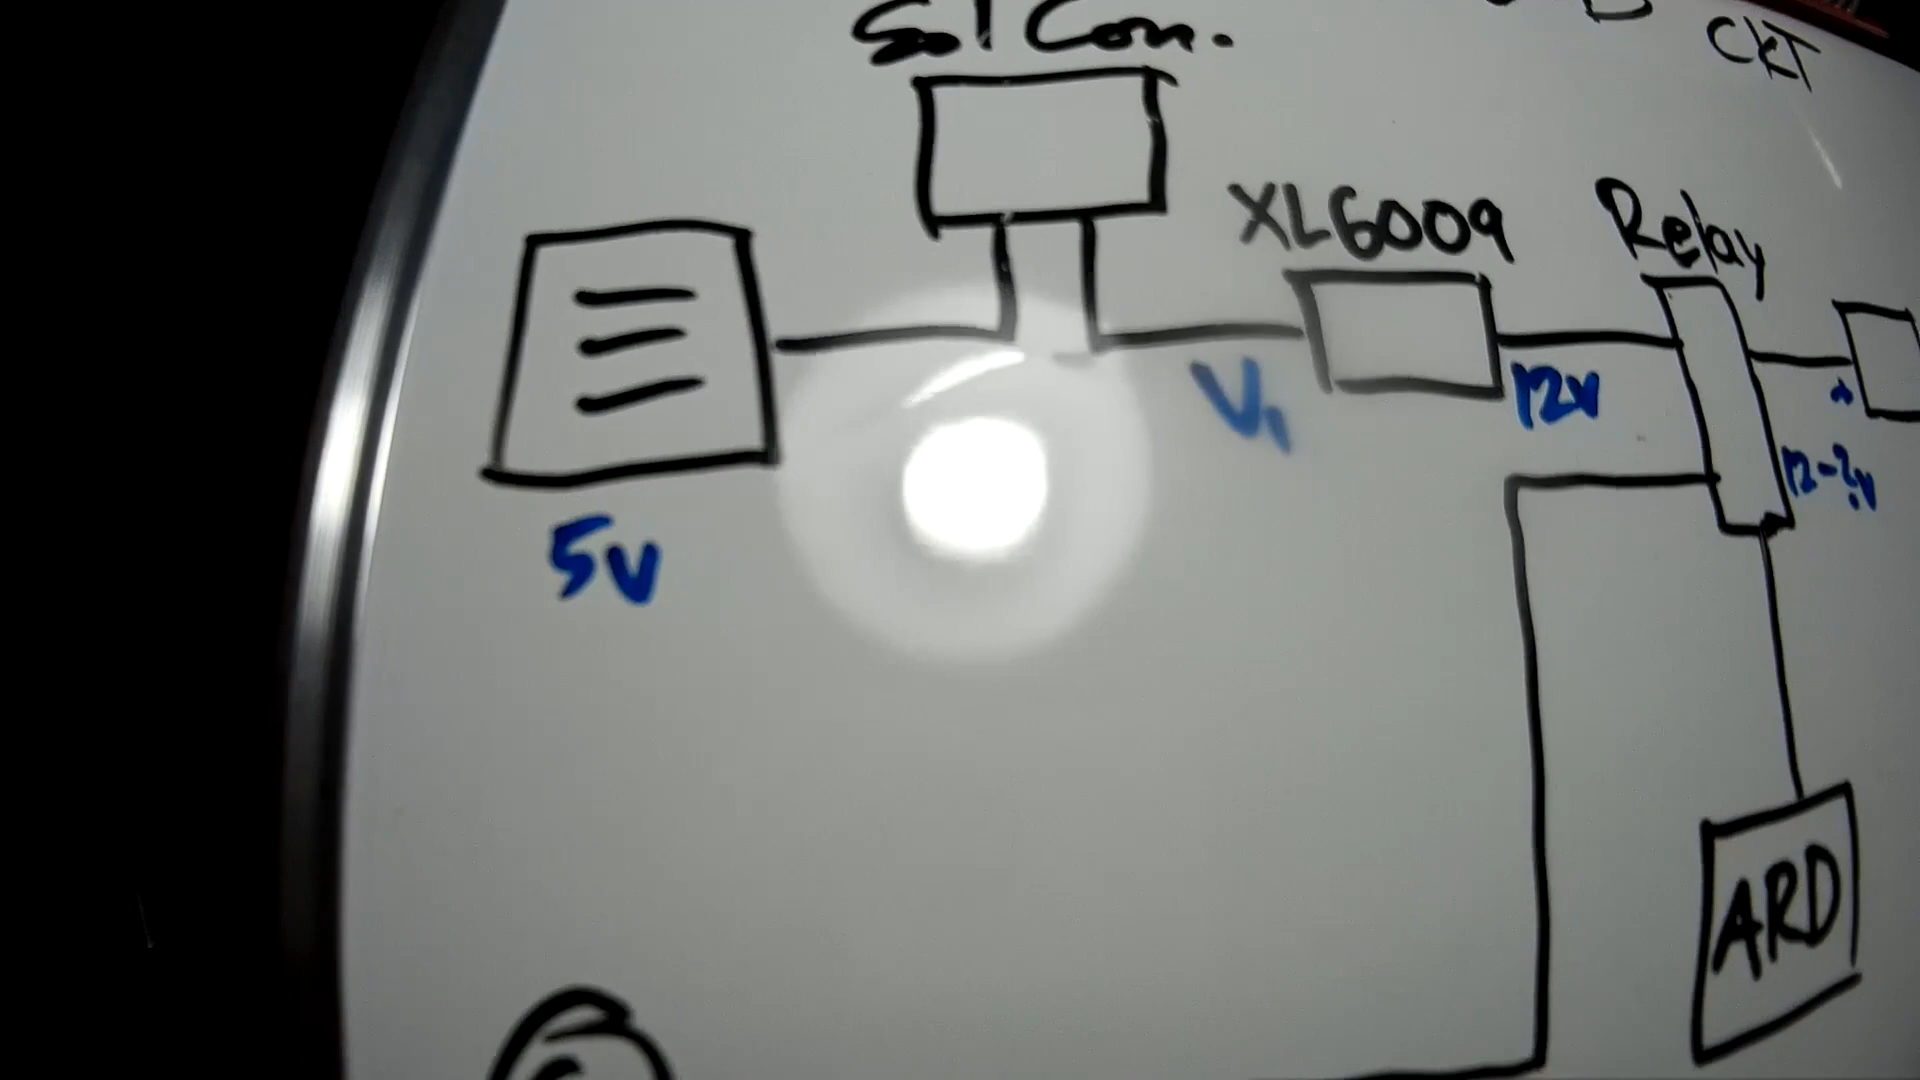 Sol Con.
CKT
XL6009
Relay
V1
12V
12-?V
5V
ARD